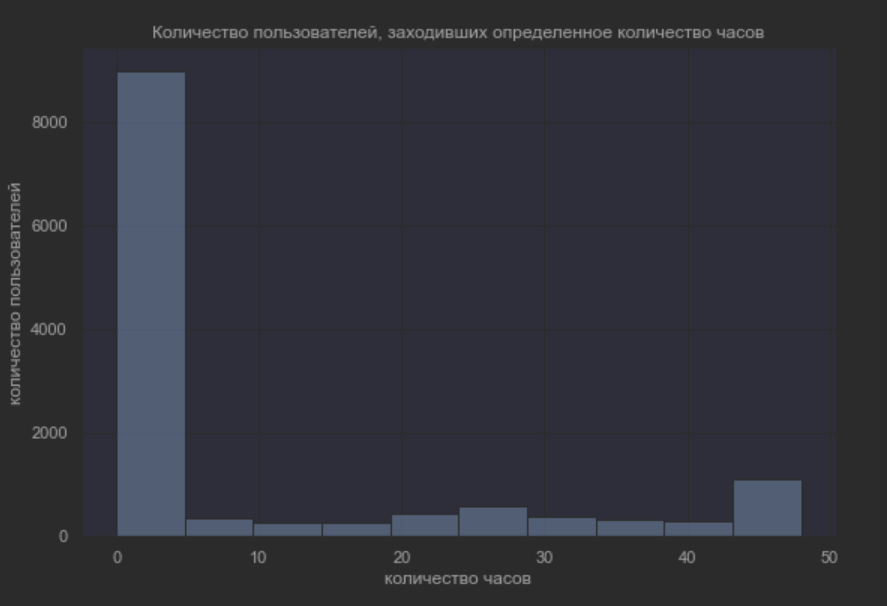 Количество пользователей, заходивших определенное количество часов
количество пользователей
8000
6000
4000
2000
0
0 10 20 30 40 50
количество часов